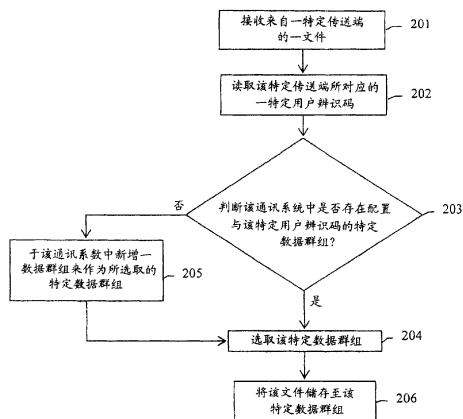 接收来自一特定传送端
的一文件
201
读取该特定传送端所对应的
一特定用户辨识码
202
判断该通讯系统中是否存在配置
与该特定用户辨识码的特定
数据群组?
203
否
是
于该通讯系数中新增一
数据群组来作为所选取的
特定数据群组
205
选取该特定数据群组
204
将该文件储存至该
特定数据群组
206